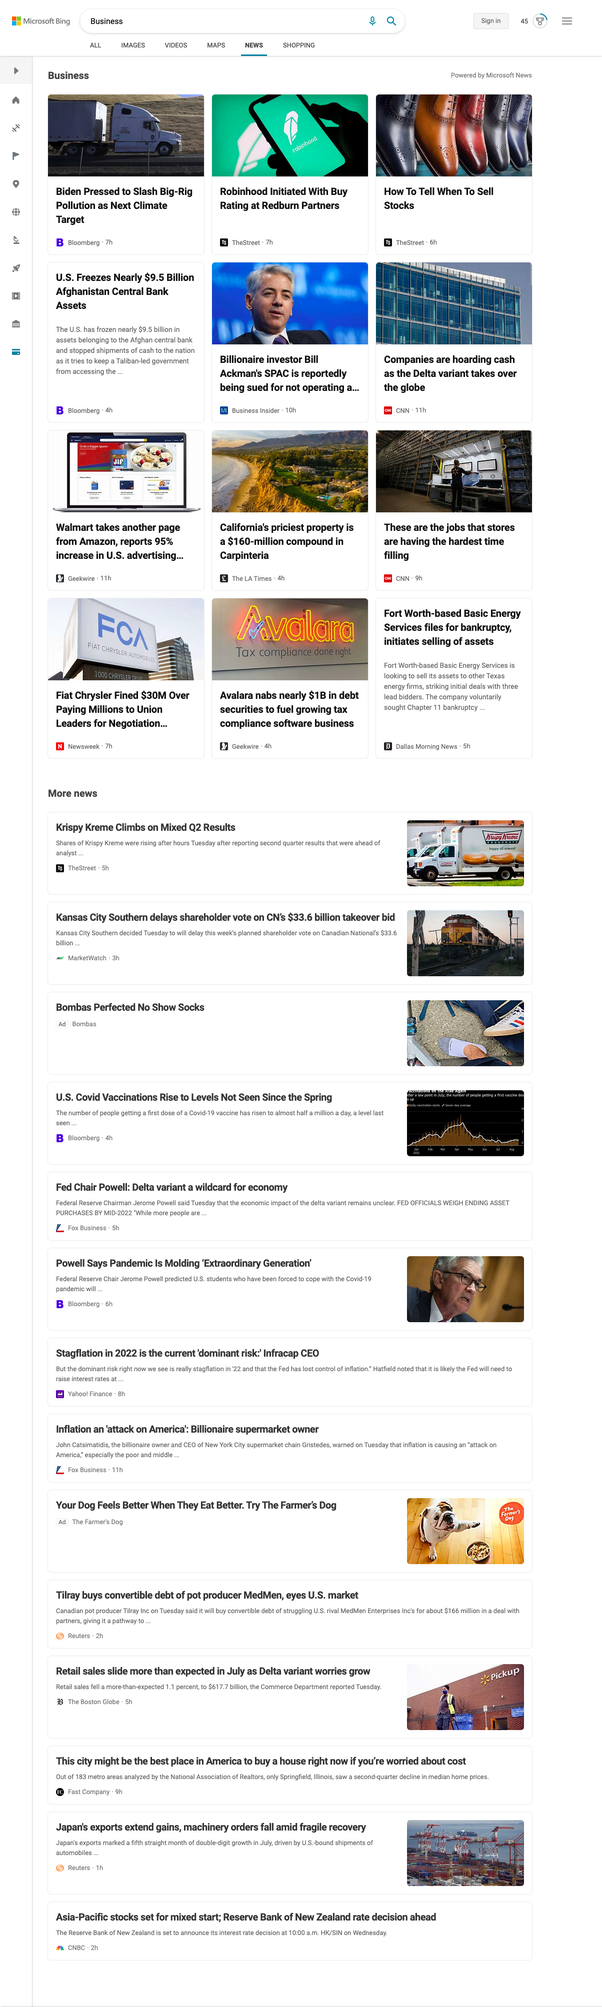 Microsoft Bing
Business
Sign in
45
ALL IMAGES VIDEOS MAPS NEWS SHOPPING
Business
Powered by Microsoft News
Biden Pressed to Slash Big-Rig
Pollution as Next Climate
Target
Bloomberg · 7h
robinhood
Robinhood Initiated With Buy
Rating at Redburn Partners
TheStreet · 7h
How To Tell When To Sell
Stocks
TheStreet · 6h
U.S. Freezes Nearly $9.5 Billion
Afghanistan Central Bank
Assets
The U.S. has frozen nearly $9.5 billion in
assets belonging to the Afghan central bank
and stopped shipments of cash to the nation
as it tries to keep a Taliban-led government
from accessing the ...
Bloomberg · 4h
Billionaire investor Bill
Ackman's SPAC is reportedly
being sued for not operating a...
Business Insider · 10h
Companies are hoarding cash
as the Delta variant takes over
the globe
CNN · 11h
Walmart takes another page
from Amazon, reports 95%
increase in U.S. advertising...
Geekwire · 11h
California's priciest property is
a $160-million compound in
Carpinteria
The LA Times · 4h
These are the jobs that stores
are having the hardest time
filling
CNN · 9h
FCA
FIAT CHRYSLER AUTOMOBILES
1000 CHRYSLER DRIVE
Fiat Chrysler Fined $30M Over
Paying Millions to Union
Leaders for Negotiation...
Newsweek · 7h
Avalara
Tax compliance done right
Avalara nabs nearly $1B in debt
securities to fuel growing tax
compliance software business
Geekwire · 4h
Fort Worth-based Basic Energy
Services files for bankruptcy,
initiates selling of assets
Fort Worth-based Basic Energy Services is
looking to sell its assets to other Texas
energy firms, striking initial deals with three
lead bidders. The company voluntarily
sought Chapter 11 bankruptcy ...
Dallas Morning News · 5h
More news
Krispy Kreme Climbs on Mixed Q2 Results
Shares of Krispy Kreme were rising after hours Tuesday after reporting second quarter results that were ahead of
analyst ...
TheStreet · 5h
Krispy Kreme
Kansas City Southern delays shareholder vote on CN's $33.6 billion takeover bid
Kansas City Southern decided Tuesday to will delay this week's planned shareholder vote on Canadian National's $33.6
billion ...
MarketWatch · 3h
Bombas Perfected No Show Socks
Ad Bombas
U.S. Covid Vaccinations Rise to Levels Not Seen Since the Spring
The number of people getting a first dose of a Covid-19 vaccine has risen to almost half a million a day, a level last
seen ...
Bloomberg · 4h
Fed Chair Powell: Delta variant a wildcard for economy
Federal Reserve Chairman Jerome Powell said Tuesday that the economic impact of the delta variant remains unclear. FED OFFICIALS WEIGH ENDING ASSET
PURCHASES BY MID-2022 "While more people are ...
Fox Business · 5h
Powell Says Pandemic Is Molding 'Extraordinary Generation'
Federal Reserve Chair Jerome Powell predicted U.S. students who have been forced to cope with the Covid-19
pandemic will ...
Bloomberg · 6h
Stagflation in 2022 is the current 'dominant risk:' Infracap CEO
But the dominant risk right now we see is really stagflation in '22 and that the Fed has lost control of inflation." Hatfield noted that it is likely the Fed will need to
raise interest rates at ...
Yahoo! Finance · 8h
Inflation an 'attack on America': Billionaire supermarket owner
John Catsimatidis, the billionaire owner and CEO of New York City supermarket chain Gristedes, warned on Tuesday that inflation is causing an "attack on
America," especially the poor and middle ...
Fox Business · 11h
Your Dog Feels Better When They Eat Better. Try The Farmer's Dog
Ad The Farmer's Dog
The Farmer's Dog
Tilray buys convertible debt of pot producer MedMen, eyes U.S. market
Canadian pot producer Tilray Inc on Tuesday said it will buy convertible debt of struggling U.S. rival MedMen Enterprises Inc's for about $166 million in a deal with
partners, giving it a pathway to ...
Reuters · 2h
Retail sales slide more than expected in July as Delta variant worries grow
Retail sales fell a more-than-expected 1.1 percent, to $617.7 billion, the Commerce Department reported Tuesday.
The Boston Globe · 5h
Pickup
This city might be the best place in America to buy a house right now if you're worried about cost
Out of 183 metro areas analyzed by the National Association of Realtors, only Springfield, Illinois, saw a second-quarter decline in median home prices.
Fast Company · 9h
Japan's exports extend gains, machinery orders fall amid fragile recovery
Japan's exports marked a fifth straight month of double-digit growth in July, driven by U.S.-bound shipments of
automobiles ...
Reuters · 1h
Asia-Pacific stocks set for mixed start; Reserve Bank of New Zealand rate decision ahead
The Reserve Bank of New Zealand is set to announce its interest rate decision at 10:00 a.m. HK/SIN on Wednesday.
CNBC · 2h